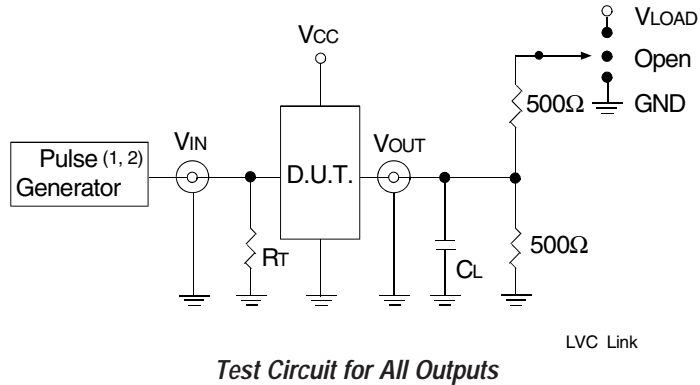 VLOAD
VCC
Open
500Ω
GND
VIN
VOUT
Pulse (1, 2)
Generator
D.U.T.
RT
CL
500Ω
LVC Link
Test Circuit for All Outputs